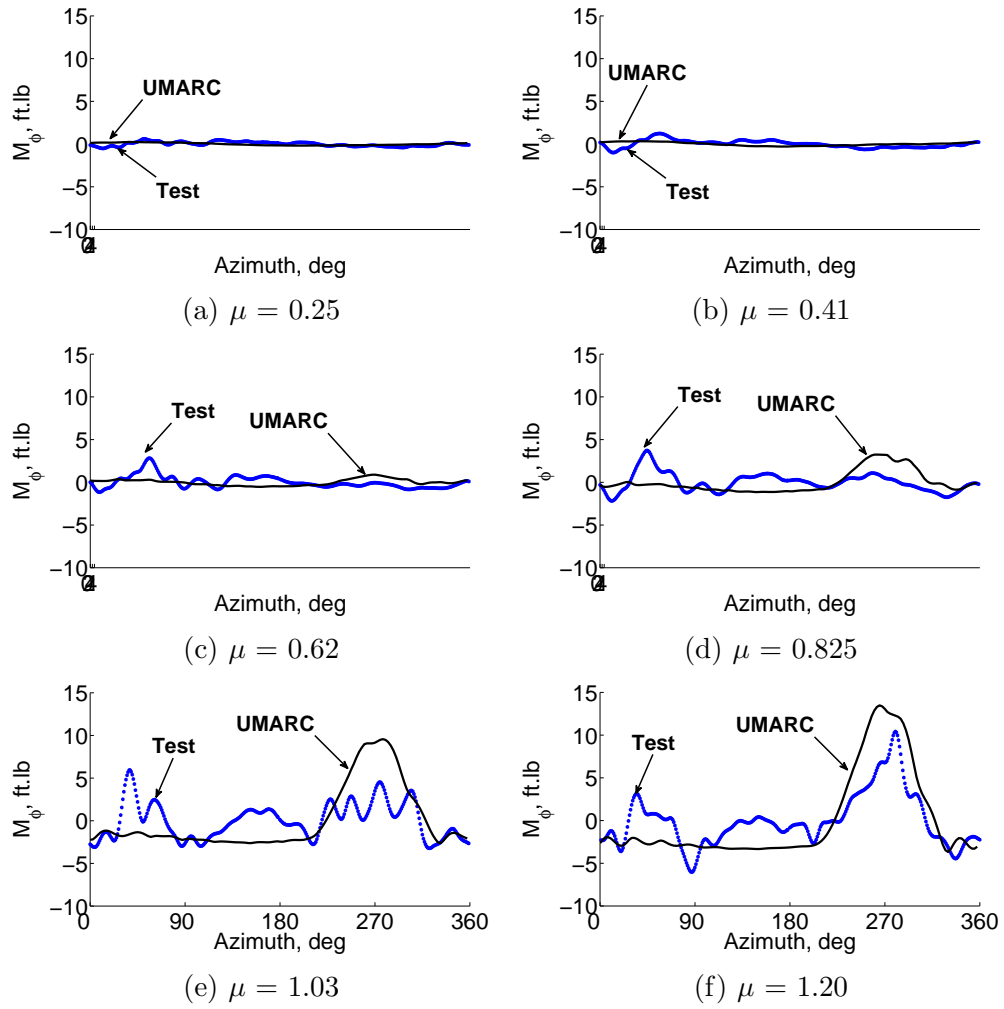 15
10
5
0
−5
−10
M_ϕ, ft.lb
UMARC
Test
Azimuth, deg
(a) μ = 0.25
15
10
5
0
−5
−10
M_ϕ, ft.lb
UMARC
Test
Azimuth, deg
(b) μ = 0.41
15
10
5
0
−5
−10
M_ϕ, ft.lb
Test
UMARC
Azimuth, deg
(c) μ = 0.62
15
10
5
0
−5
−10
M_ϕ, ft.lb
Test
UMARC
Azimuth, deg
(d) μ = 0.825
15
10
5
0
−5
−10
M_ϕ, ft.lb
Test
UMARC
0 90 180 270 360
Azimuth, deg
(e) μ = 1.03
15
10
5
0
−5
−10
M_ϕ, ft.lb
Test
UMARC
0 90 180 270 360
Azimuth, deg
(f) μ = 1.20